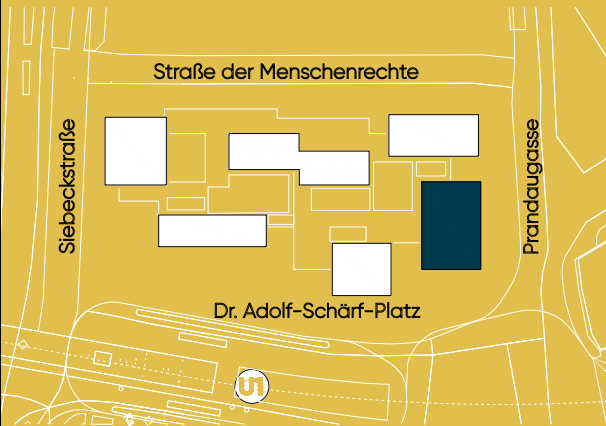 Straße der Menschenrechte
Siebeckstraße
Prandaugasse
Dr. Adolf-Schärf-Platz
U1